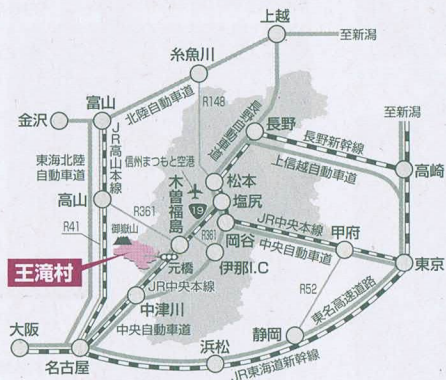 上越
至新潟
糸魚川
北陸自動車道
R148
長野自動車道
富山
金沢
長野
至新潟
長野新幹線
上信越自動車道
高崎
JR高山本線
東海北陸
自動車道
信州まつもと空港
松本
木曽福島
19
塩尻
高山
R361
R41
御嶽山
R361
岡谷
JR中央本線
中央自動車道
甲府
王滝村
元橋
伊那I.C
東京
JR中央本線
中津川
中央自動車道
R52
東名高速道路
大阪
名古屋
浜松
静岡
JR東海道新幹線